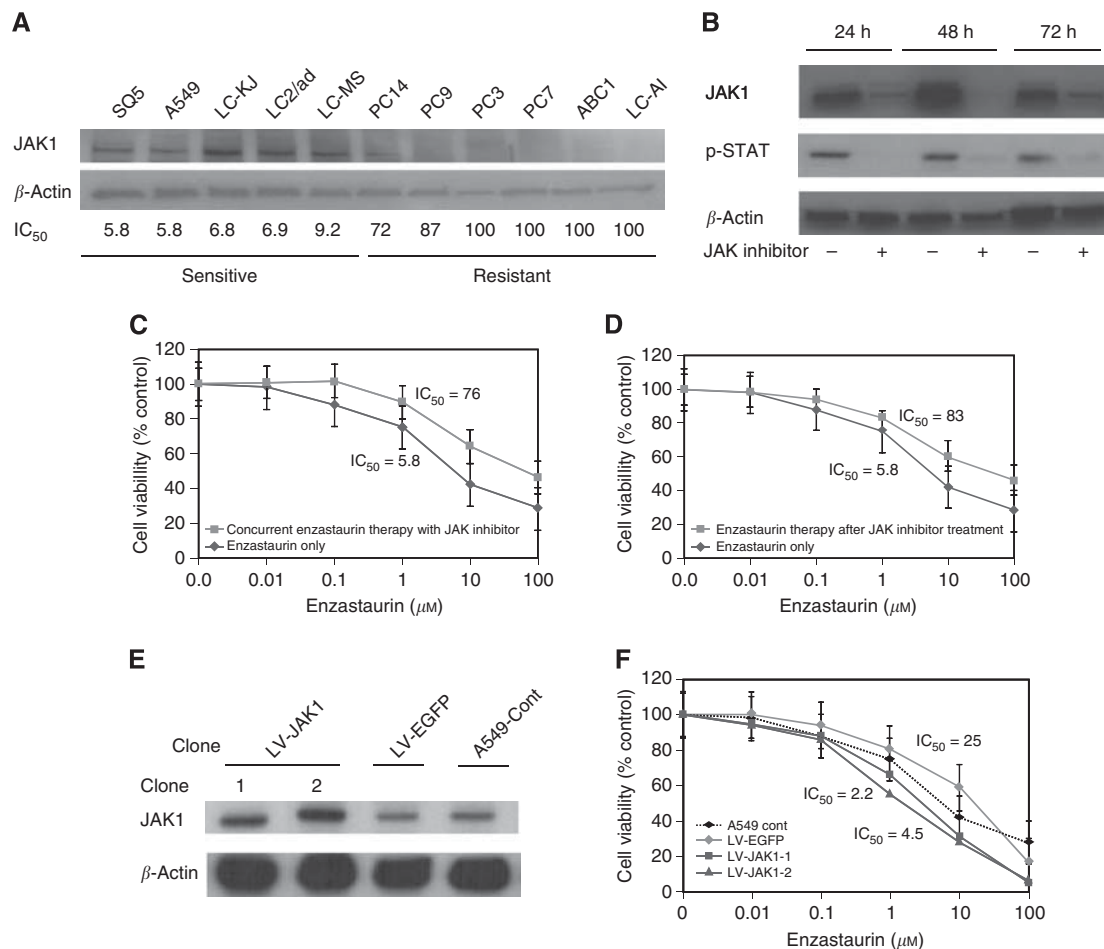 A
SQ5 A549 LC-KJ LC2/ad LC-MS PC14 PC9 PC3 PC7 ABC1 LC-AI
JAK1
β-Actin
IC50 5.8 5.8 6.8 6.9 9.2 72 87 100 100 100 100
Sensitive Resistant
B
24 h 48 h 72 h
JAK1
p-STAT
β-Actin
JAK inhibitor – + – + – +
C
Cell viabillity (% control)
120
100
80
60
40
20
0
IC50 = 76
IC50 = 5.8
Concurrent enzastaurin therapy with JAK inhibitor
Enzastaurin only
0.0 0.01 0.1 1 10 100
Enzastaurin (μM)
D
Cell viabillity (% control)
120
100
80
60
40
20
0
IC50 = 83
IC50 = 5.8
Enzastaurin therapy after JAK inhibitor treatment
Enzastaurin only
0.0 0.01 0.1 1 10 100
Enzastaurin (μM)
E
Clone LV-JAK1 LV-EGFP A549-Cont
Clone 1 2
JAK1
β-Actin
F
Cell viability (% control)
120
100
80
60
40
20
0
IC50 = 25
IC50 = 2.2
IC50 = 4.5
A549 cont
LV-EGFP
LV-JAK1-1
LV-JAK1-2
0 0.01 0.1 1 10 100
Enzastaurin (μM)